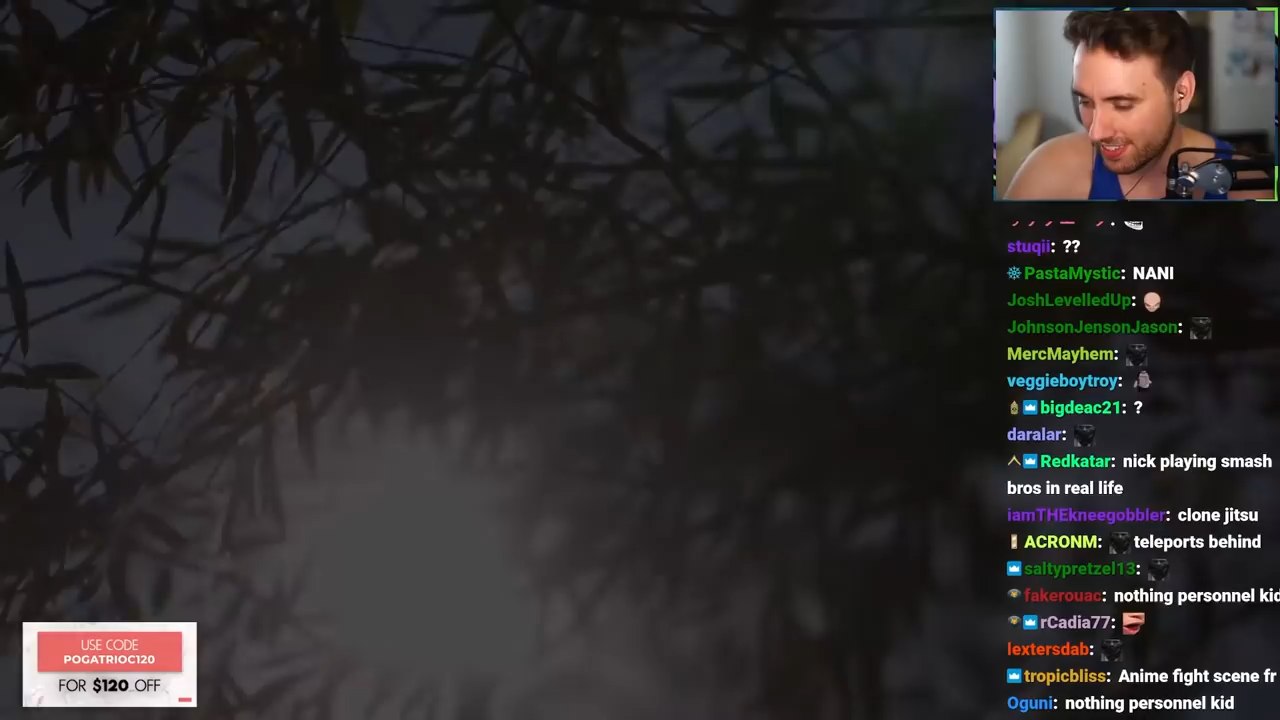 stuqii: ??
PastaMystic: NANI
JoshLevelledUp:
JohnsonJensonJason:
MercMayhem:
veggieboytroy:
bigdeac21: ?
daralar:
Redkatar: nick playing smash
bros in real life
iamTHEkneegobbler: clone jitsu
ACRONM: teleports behind
saltypretzel13:
fakerouac: nothing personnel kid
rCadia77:
lextersdab:
tropicbliss: Anime fight scene fr
Oguni: nothing personnel kid
USE CODE
POGATRIOC120
FOR $120 OFF